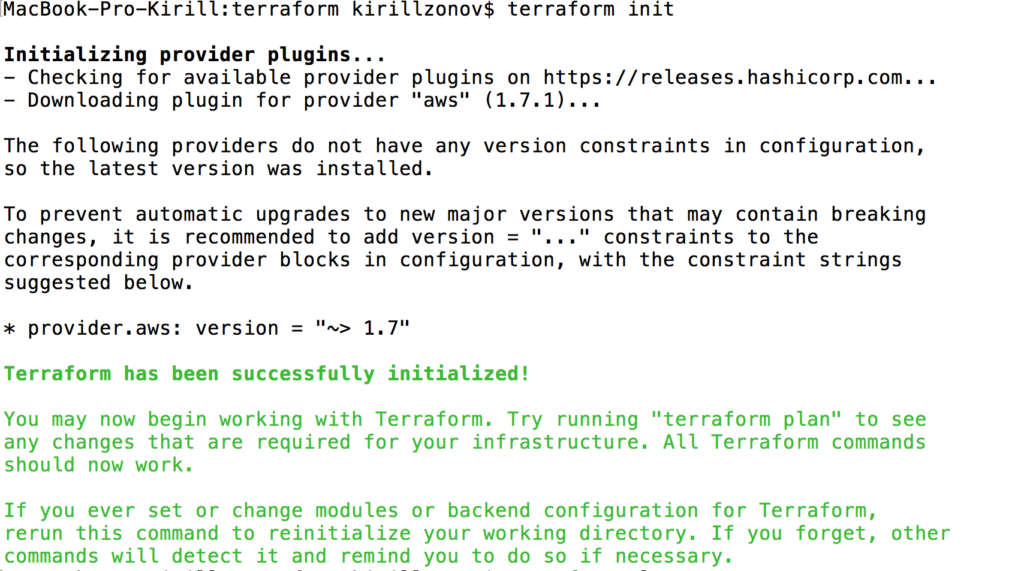 MacBook-Pro-Kirill:terraform kirillzonov$ terraform init
Initializing provider plugins...
- Checking for available provider plugins on https://releases.hashicorp.com...
- Downloading plugin for provider "aws" (1.7.1)...
The following providers do not have any version constraints in configuration,
so the latest version was installed.
To prevent automatic upgrades to new major versions that may contain breaking
changes, it is recommended to add version = "..." constraints to the
corresponding provider blocks in configuration, with the constraint strings
suggested below.
* provider.aws: version = "~> 1.7"
Terraform has been successfully initialized!
You may now begin working with Terraform. Try running "terraform plan" to see
any changes that are required for your infrastructure. All Terraform commands
should now work.
If you ever set or change modules or backend configuration for Terraform,
rerun this command to reinitialize your working directory. If you forget, other
commands will detect it and remind you to do so if necessary.